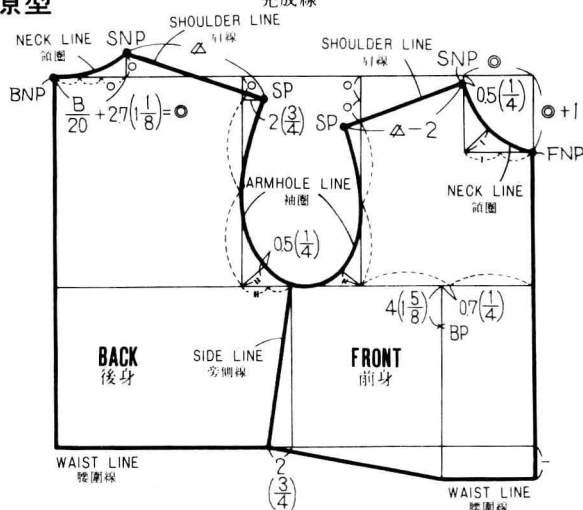 原型
完成線
NECK LINE
領圍
SNP
△
SHOULDER LINE
肩線
BNP
B/20 + 2.7(1 1/8) = ◎
SP
2(3/4)
SHOULDER LINE
肩線
SNP
◎
0.5(1/4)
◎+1
SP
△-2
FNP
NECK LINE
領圍
ARMHOLE LINE
袖圍
0.5(1/4)
4(1 5/8)
0.7(1/4)
BP
BACK
後身
SIDE LINE
旁側線
FRONT
前身
WAIST LINE
腰圍線
2
(3/4)
WAIST LINE
腰圍線